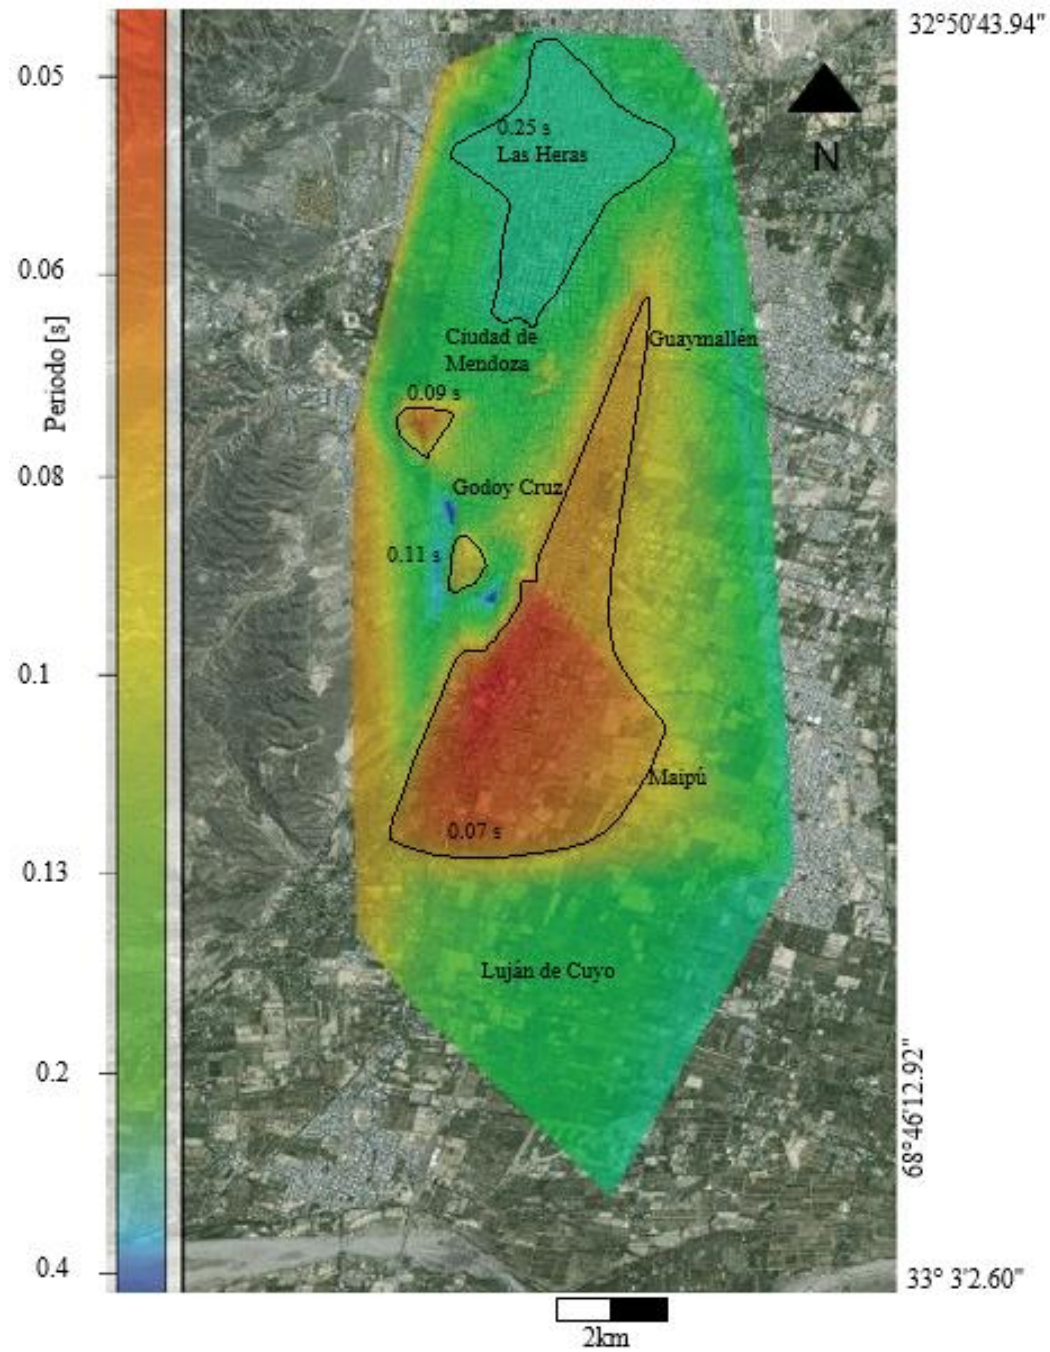 32°50'43.94"
0.05
N
0.25 s
Las Heras
0.06
Periodo [s]
Ciudad de
Mendoza
Guaymallén
0.09 s
0.08
Godoy Cruz
0.11 s
0.1
Maipú
0.07 s
0.13
Luján de Cuyo
0.2
68°46'12.92"
0.4
33° 3'2.60"
2km